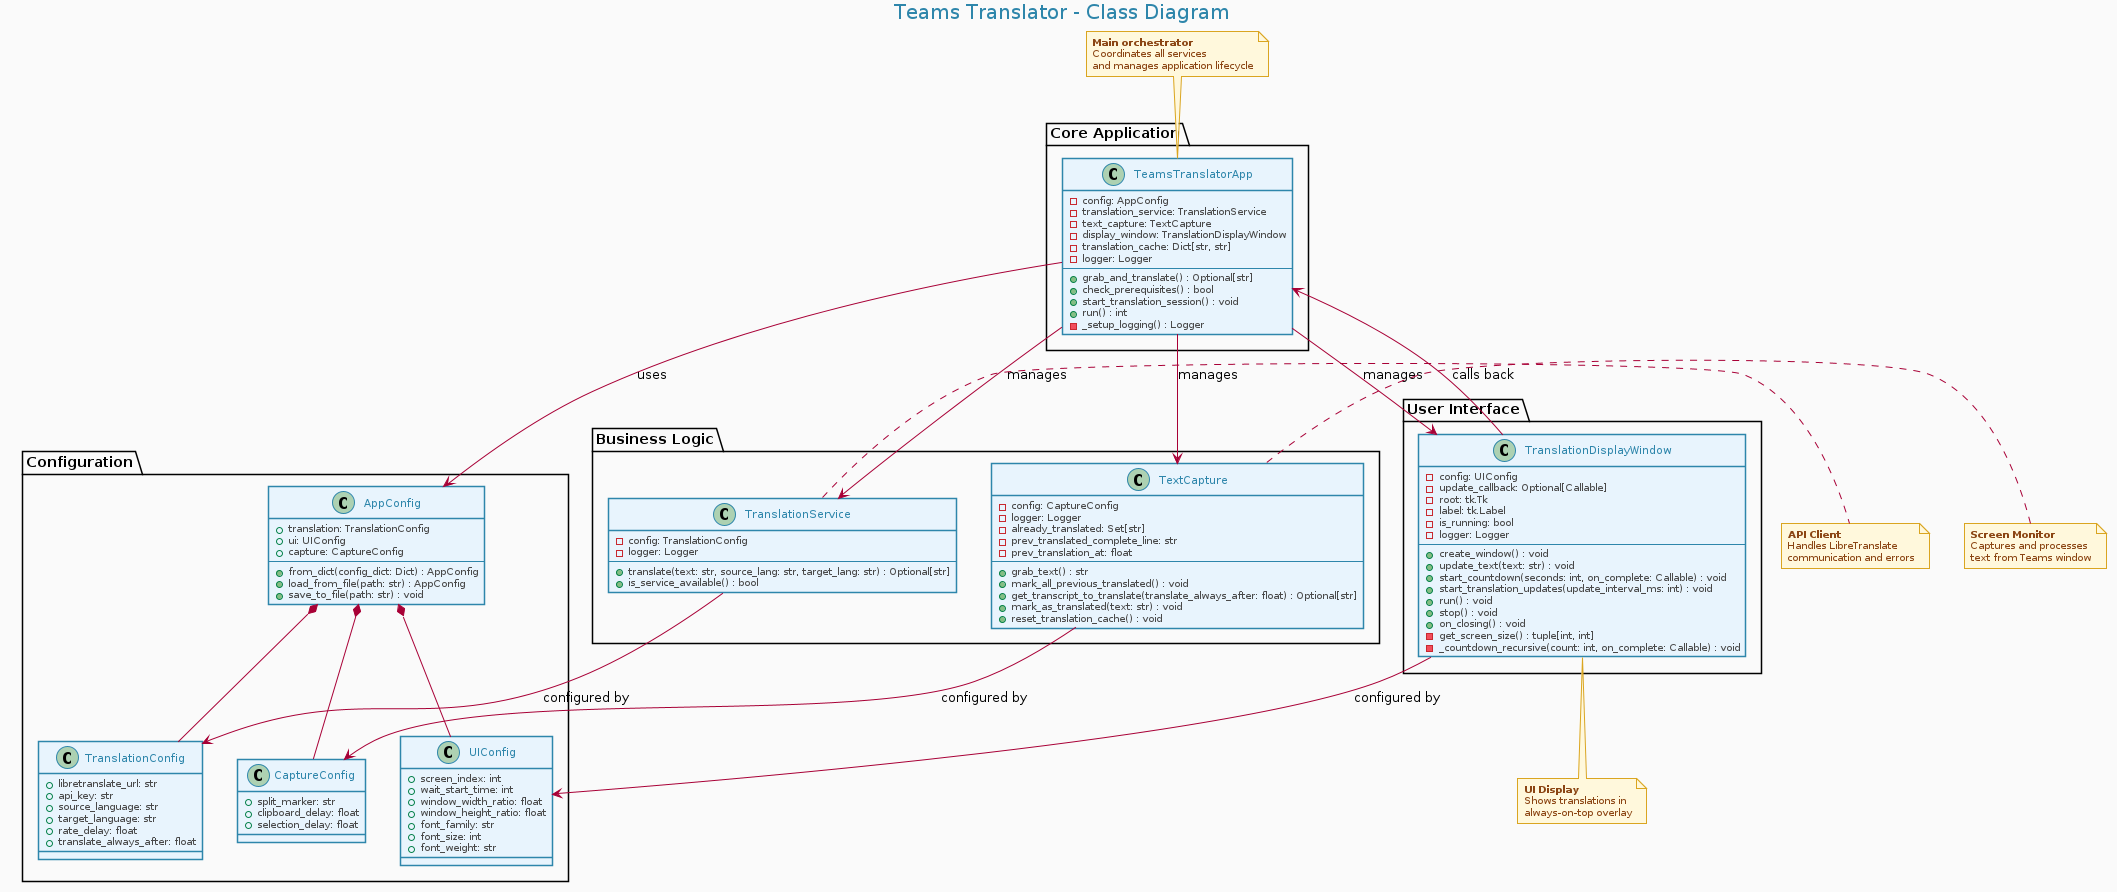 Teams Translator - Class Diagram
Main orchestrator
Coordinates all services
and manages application lifecycle
Core Application
C TeamsTranslatorApp
config: AppConfig
translation_service: TranslationService
text_capture: TextCapture
display_window: TranslationDisplayWindow
translation_cache: Dict[str, str]
logger: Logger
grab_and_translate() : Optional[str]
check_prerequisites() : bool
start_translation_session() : void
run() : int
_setup_logging() : Logger
uses
manages
manages
manages
calls back
User Interface
C TranslationDisplayWindow
config: UIConfig
update_callback: Optional[Callable]
root: tk.Tk
label: tk.Label
is_running: bool
logger: Logger
create_window() : void
update_text(text: str) : void
start_countdown(seconds: int, on_complete: Callable) : void
start_translation_updates(update_interval_ms: int) : void
run() : void
stop() : void
on_closing() : void
get_screen_size() : tuple[int, int]
_countdown_recursive(count: int, on_complete: Callable) : void
Business Logic
C TextCapture
config: CaptureConfig
logger: Logger
already_translated: Set[str]
prev_translated_complete_line: str
prev_translation_at: float
grab_text() : str
mark_all_previous_translated() : void
get_transcript_to_translate(translate_always_after: float) : Optional[str]
mark_as_translated(text: str) : void
reset_translation_cache() : void
C TranslationService
config: TranslationConfig
logger: Logger
translate(text: str, source_lang: str, target_lang: str) : Optional[str]
is_service_available() : bool
Configuration
C AppConfig
translation: TranslationConfig
ui: UIConfig
capture: CaptureConfig
from_dict(config_dict: Dict) : AppConfig
load_from_file(path: str) : AppConfig
save_to_file(path: str) : void
API Client
Handles LibreTranslate
communication and errors
Screen Monitor
Captures and processes
text from Teams window
configured by
configured by
configured by
C TranslationConfig
libretranslate_url: str
api_key: str
source_language: str
target_language: str
rate_delay: float
translate_always_after: float
C CaptureConfig
split_marker: str
clipboard_delay: float
selection_delay: float
C UIConfig
screen_index: int
wait_start_time: int
window_width_ratio: float
window_height_ratio: float
font_family: str
font_size: int
font_weight: str
UI Display
Shows translations in
always-on-top overlay